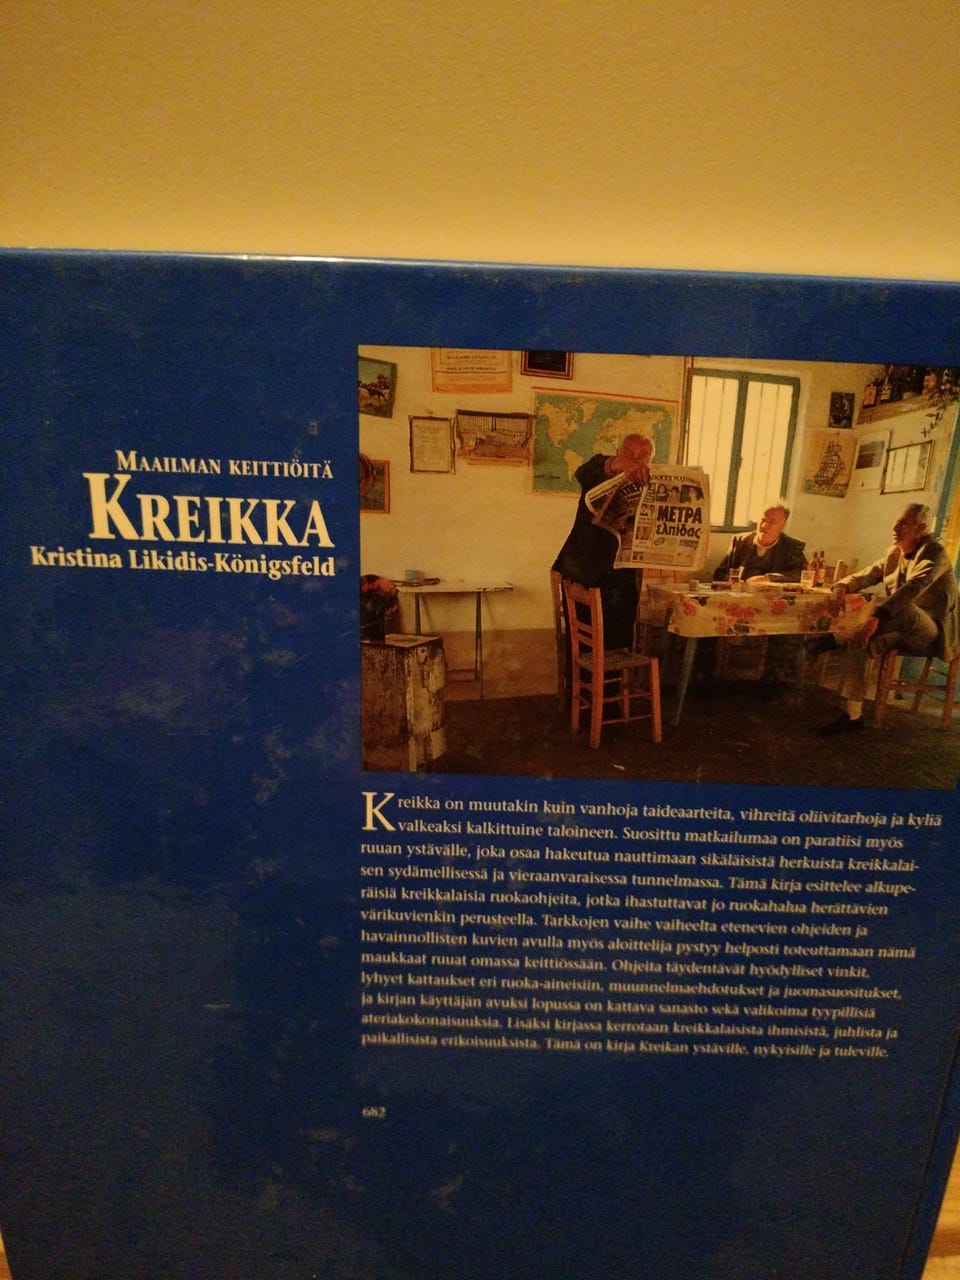 MAAILMAN KEITTIÖITÄ
KREIKKA
Kristina Likidis-Königsfeld
ΜΕΤΡΑ
ελπίδας
Kreikka on muutakin kuin vanhoja taideaarteita, vihreitä oliivitarhoja ja kyliä
valkeaksi kalkittuine taloineen. Suosittu matkailumaa on paratiisi myös
ruuan ystävälle, joka osaa hakeutua nauttimaan sikäläisistä herkuista kreikkalai-
sen sydämellisessä ja vieraanvaraisessa tunnelmassa. Tämä kirja esittelee alkupe-
räisiä kreikkalaisia ruokaohjeita, jotka ihastuttavat jo ruokahalua herättävien
värikuvienkin perusteella. Tarkkojen vaihe vaiheelta etenevien ohjeiden ja
havainnollisten kuvien avulla myös aloittelija pystyy helposti toteuttamaan nämä
maukkaat ruuat omassa keittiössään. Ohjeita täydentävät hyödylliset vinkit,
lyhyet kattaukset eri ruoka-aineisiin, muunnelmaehdotukset ja juomasuositukset,
ja kirjan käyttäjän avuksi lopussa on kattava sanasto sekä valikoima tyypillisiä
ateriakokonaisuuksia. Lisäksi kirjassa kerrotaan kreikkalaisista ihmisistä, juhlista ja
paikallisista erikoisuuksista. Tämä on kirja Kreikan ystäville, nykyisille ja tuleville.
682